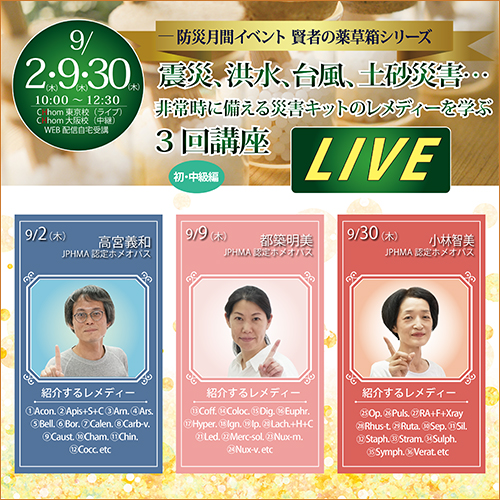 防災月間イベント 賢者の薬草箱シリーズ
9/
2・9・30
(木) (木) (木)
10:00 〜 12:30
CHhom 東京校（ライブ）
CHhom 大阪校（中継）
WEB 配信自宅受講
震災、洪水、台風、土砂災害…
非常時に備える災害キットのレメディーを学ぶ
3回講座
初・中級編
LIVE
9/2（木）
高宮義和
JPHMA 認定ホメオパス
紹介するレメディー
①Acon. ②Apis+S+C ③Arn. ④Ars.
⑤Bell. ⑥Bor. ⑦Calen. ⑧Carb-v.
⑨Caust. ⑩Cham. ⑪Chin.
⑫Cocc. etc
9/9（木）
都築明美
JPHMA 認定ホメオパス
紹介するレメディー
⑬Coff. ⑭Coloc. ⑮Dig. ⑯Euphr.
⑰Hyper. ⑱Ign. ⑲Ip. ⑳Lach.+H+C
㉑Led. ㉒Merc-sol. ㉓Nux-m.
㉔Nux-v. etc
9/30（木）
小林智美
JPHMA 認定ホメオパス
紹介するレメディー
㉕Op. ㉖Puls. ㉗RA+F+Xray
㉘Rhus-t. ㉙Ruta. ㉚Sep. ㉛Sil.
㉜Staph. ㉝Stram. ㉞Sulph.
㉟Symph. ㊱Verat. etc